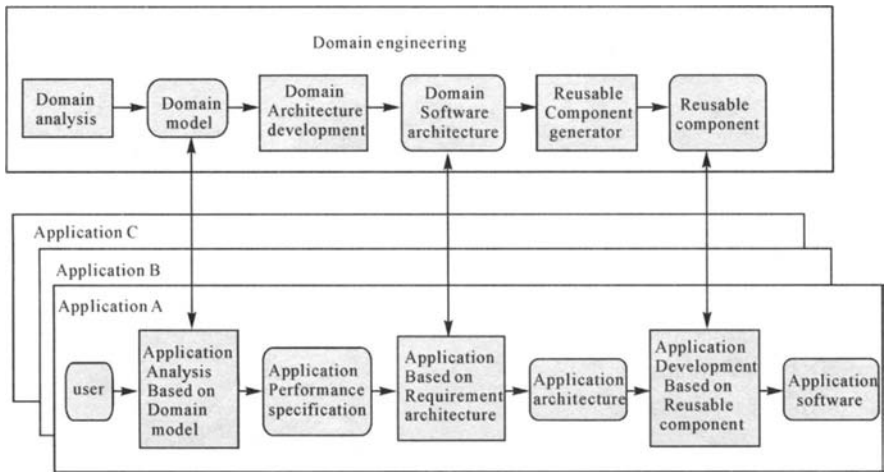 Domain engineering
Domain
analysis
Domain
model
Domain
Architecture
development
Domain
Software
architecture
Reusable
Component
generator
Reusable
component
Application C
Application B
Application A
user
Application
Analysis
Based on
Domain
model
Application
Performance
specification
Application
Based on
Requirement
architecture
Application
architecture
Application
Development
Based on
Reusable
component
Application
software